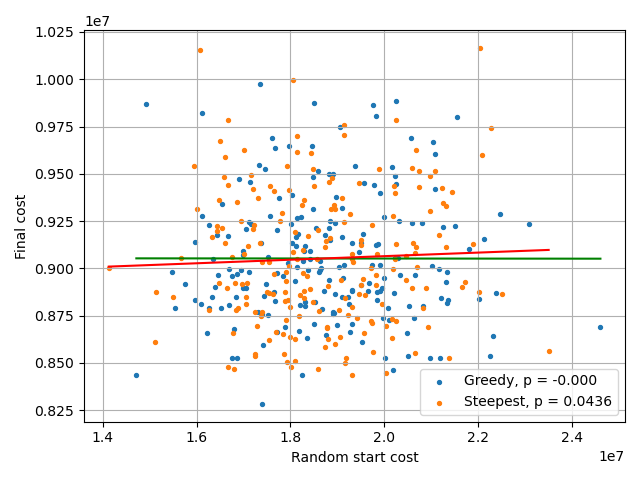 1e7
1.025
1.000
0.975
0.950
0.925
0.900
0.875
0.850
0.825
Final cost
1.4 1.6 1.8 2.0 2.2 2.4
Random start cost
1e7
Greedy, p = -0.000
Steepest, p = 0.0436